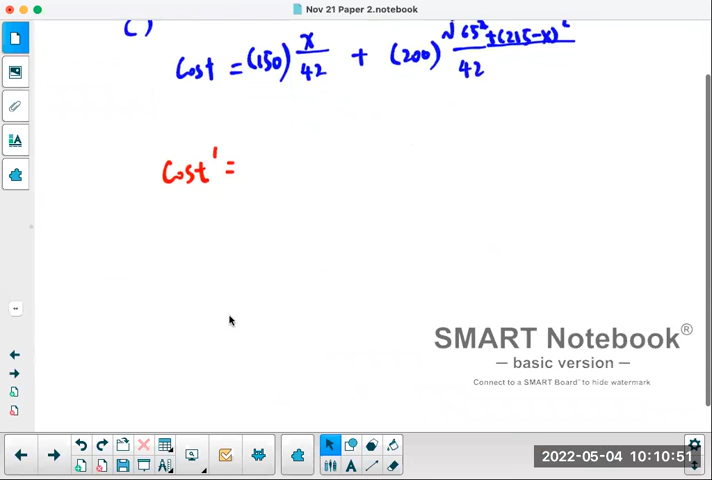 Nov 21 Paper 2.notebook
c)
Cost = (150) x/42 + (200) √65²+(215-x)²/42
Cost' =
SMART Notebook®
— basic version —
Connect to a SMART Board® to hide watermark
2022-05-04 10:10:51